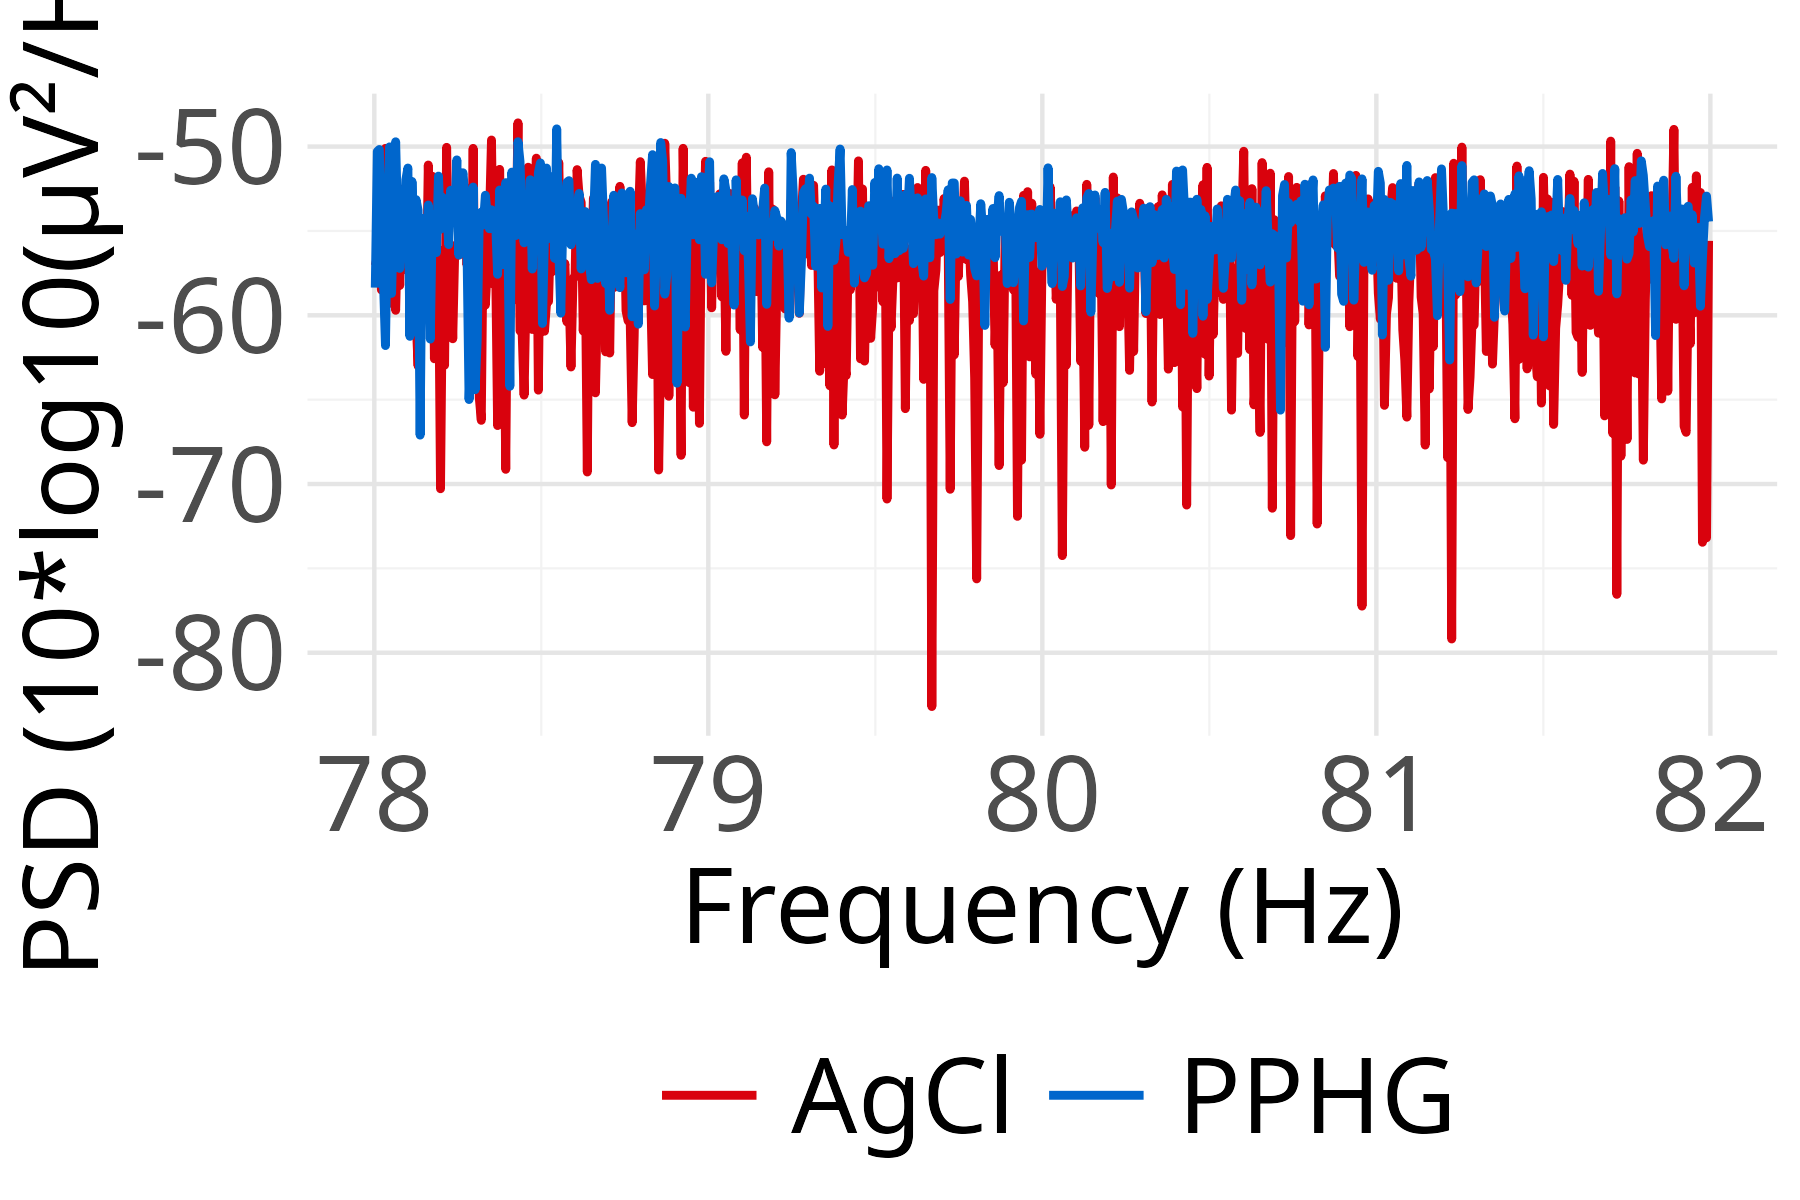 PSD (10*log10(μV²/H
-50
-60
-70
-80
78 79 80 81 82
Frequency (Hz)
AgCl PPHG